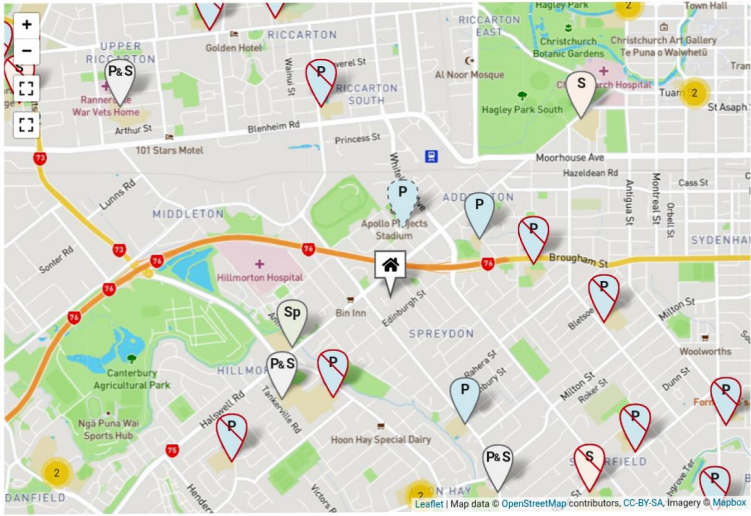 Hagley Park
2
Town Hall
+
−
RICCARTON
EAST
Golden Hotel
RICCARTON
Christchurch Art Gallery
Te Puna o Waiwhetū
Christchurch
Botanic Gardens
UPPER
RICCARTON
P&S
Wainui St
P
Al Noor Mosque
S
Hospital
Tuam
2
Rannerdale
War Vets Home
RICCARTON
SOUTH
Hagley Park South
St Asaph
Arthur St
Blenheim Rd
101 Stars Motel
Princess St
73
Moorhouse Ave
Hazeldean Rd
Cass St
Antigua St
Montreal St
Orbell St
Lunns Rd
P
P
MIDDLETON
Apollo Projects
Stadium
P
SYDENHA
Sonter Rd
73
76
76
76
Brougham St
Hillmorton Hospital
76
76
Sp
Bin Inn
Edinburgh St
P
Milton St
SPREYDON
Woolworths
Canterbury
Agricultural Park
P&S
P
Tankerville Rd
P
Milton St
Roker St
Dunn St
P
Halswell Rd
P
P
Ngā Puna Wai
Sports Hub
Hoon Hay Special Dairy
75
P&S
S
2
2
P
Leaflet | Map data © OpenStreetMap contributors, CC-BY-SA, Imagery © Mapbox